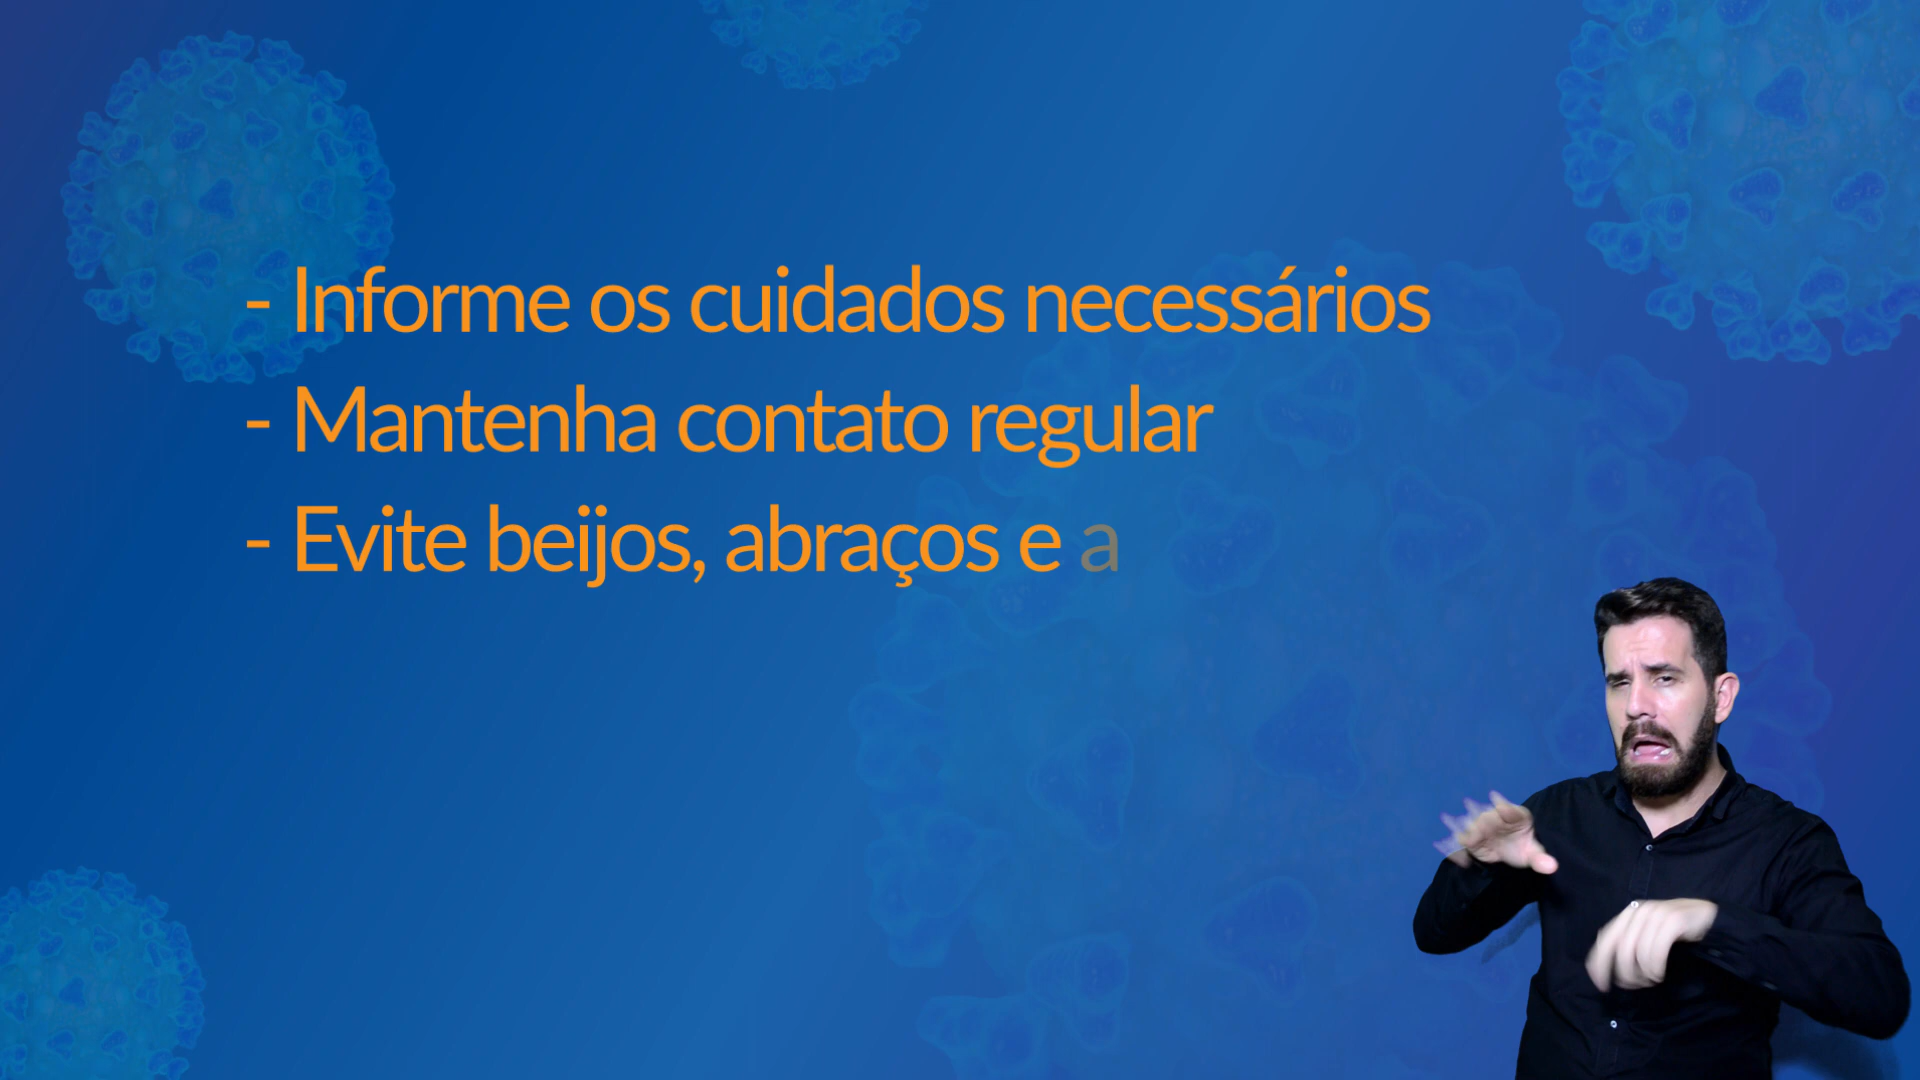 - Informe os cuidados necessários
- Mantenha contato regular
- Evite beijos, abraços e a